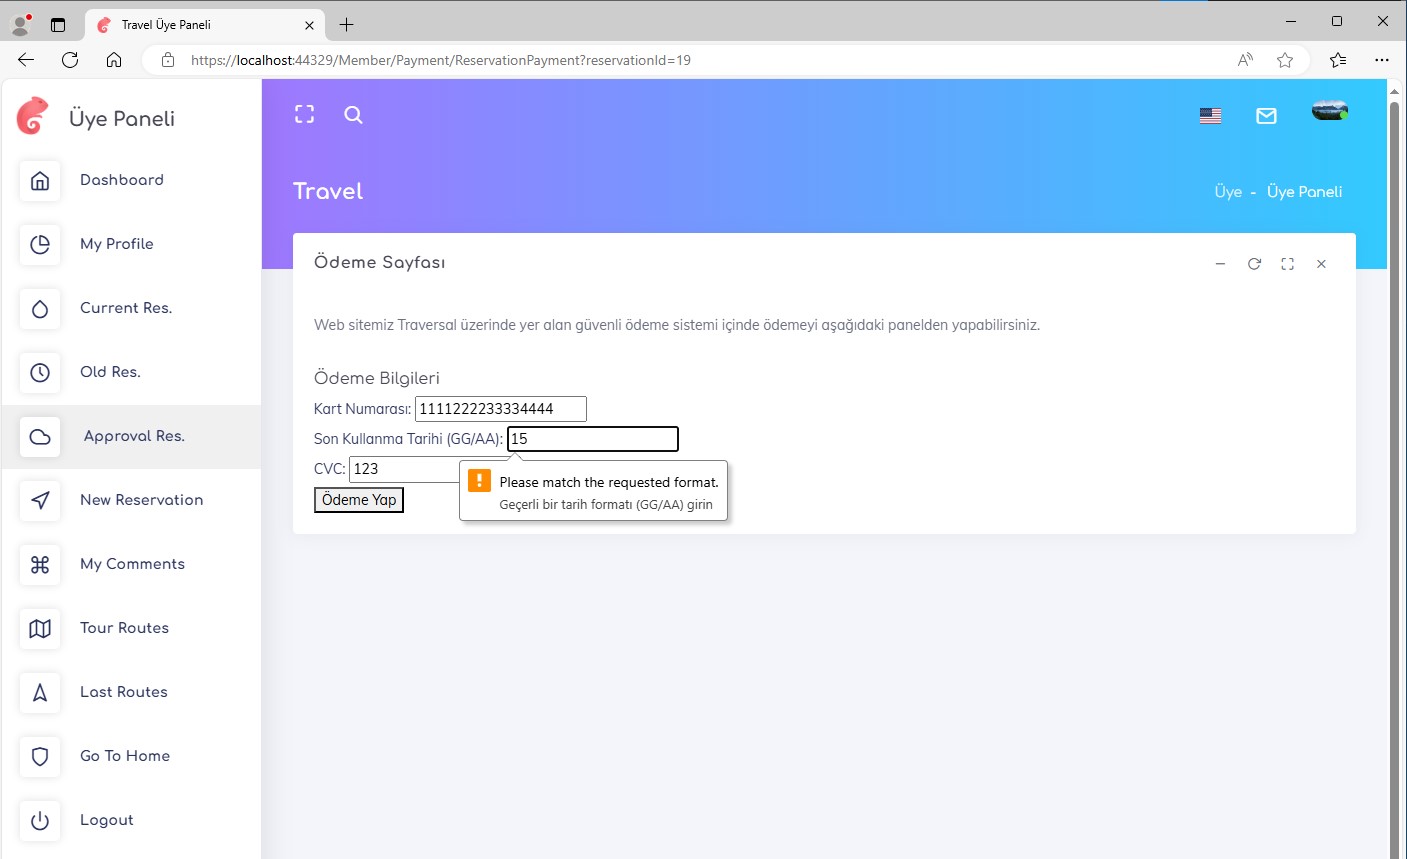 Travel Üye Paneli
https://localhost:44329/Member/Payment/ReservationPayment?reservationId=19
Üye Paneli
Dashboard
My Profile
Current Res.
Old Res.
Approval Res.
New Reservation
My Comments
Tour Routes
Last Routes
Go To Home
Logout
Travel
Üye - Üye Paneli
Ödeme Sayfası
Web sitemiz Traversal üzerinde yer alan güvenli ödeme sistemi içinde ödemeyi aşağıdaki panelden yapabilirsiniz.
Ödeme Bilgileri
Kart Numarası: 1111222233334444
Son Kullanma Tarihi (GG/AA): 15
CVC: 123
Please match the requested format.
Geçerli bir tarih formatı (GG/AA) girin
Ödeme Yap